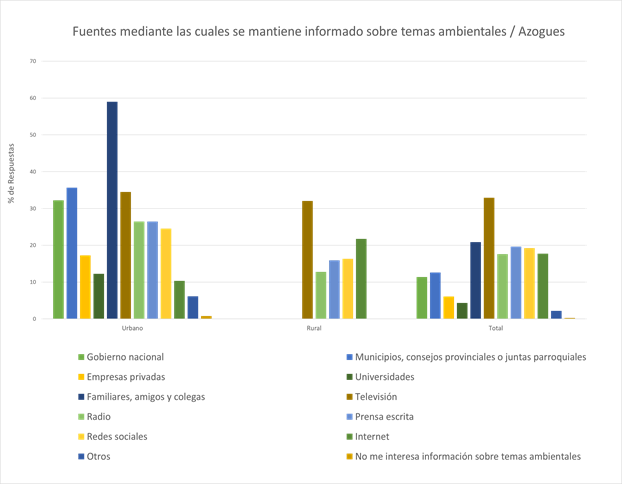 Fuentes mediante las cuales se mantiene informado sobre temas ambientales / Azogues
% de Respuestas
70
60
50
40
30
20
10
0
Urbano Rural Total
Gobierno nacional Municipios, consejos provinciales o juntas parroquiales
Empresas privadas Universidades
Familiares, amigos y colegas Televisión
Radio Prensa escrita
Redes sociales Internet
Otros No me interesa información sobre temas ambientales